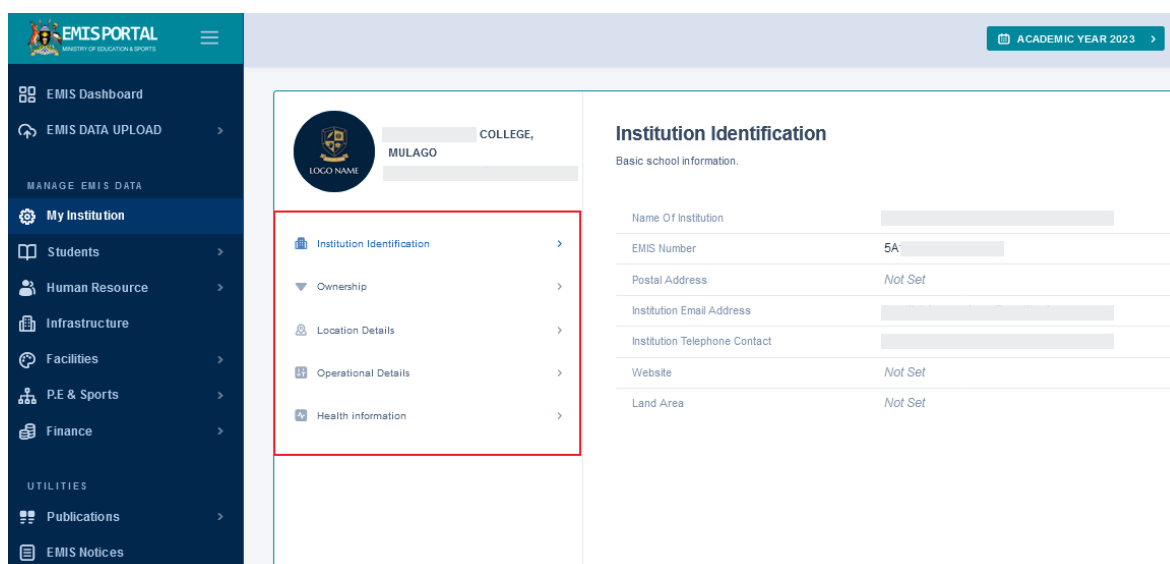 EMIS PORTAL
MINISTRY OF EDUCATION & SPORTS
ACADEMIC YEAR 2023
EMIS Dashboard
EMIS DATA UPLOAD
MANAGE EMIS DATA
My Institution
Students
Human Resource
Infrastructure
Facilities
P.E & Sports
Finance
UTILITIES
Publications
EMIS Notices
LOGO NAME
COLLEGE,
MULAGO
Institution Identification
Ownership
Location Details
Operational Details
Health information
Institution Identification
Basic school information.
Name Of Institution
EMIS Number 5A
Postal Address Not Set
Institution Email Address
Institution Telephone Contact
Website Not Set
Land Area Not Set